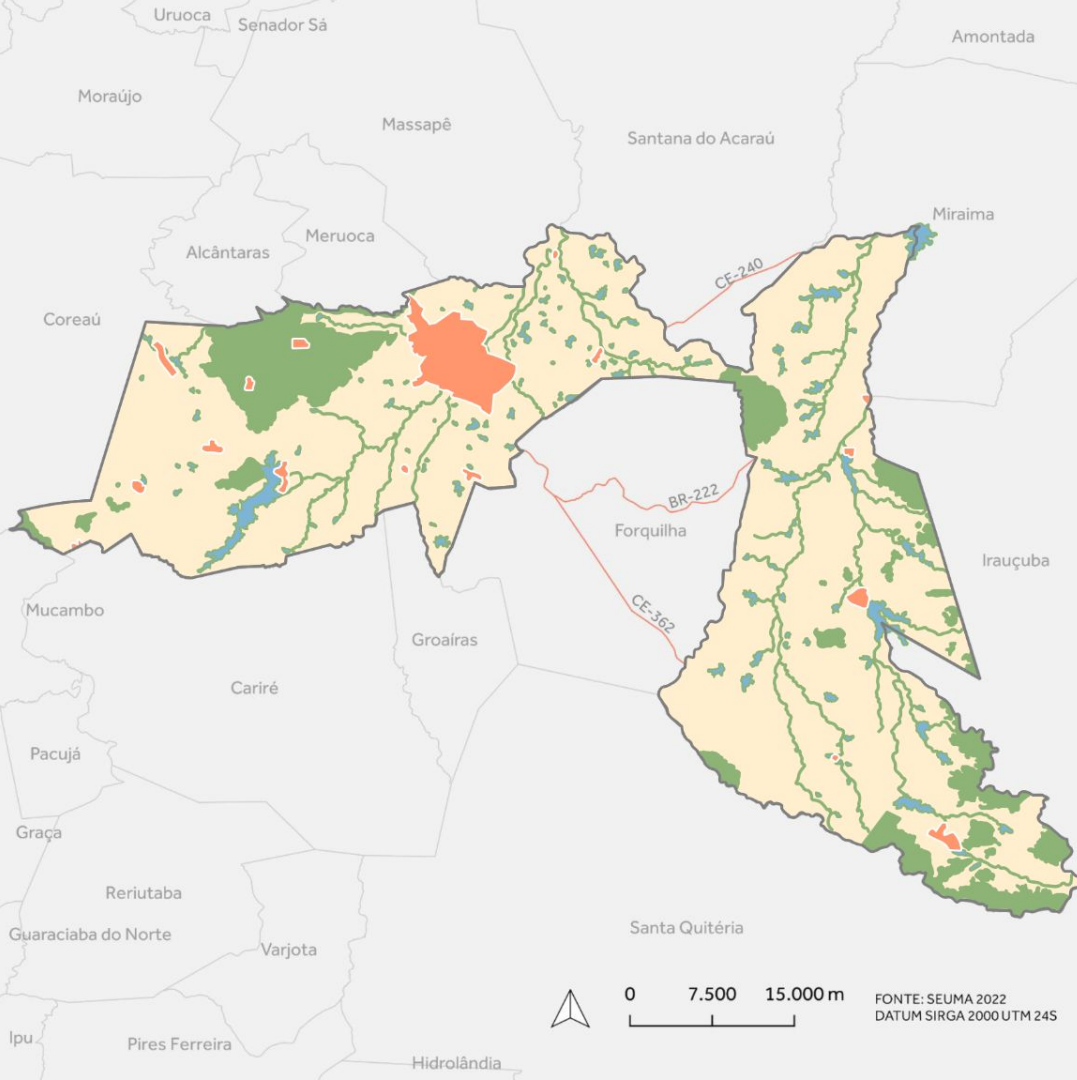 Uruoca
Senador Sá
Amontada
Moraújo
Massapê
Santana do Acaraú
Miraima
Meruoca
Alcântaras
CE-240
Coreaú
BR-222
Forquilha
Irauçuba
Mucambo
CE-362
Groaíras
Cariré
Pacujá
Graça
Reriutaba
Santa Quitéria
Guaraciaba do Norte
Varjota
0 7.500 15.000 m
FONTE: SEUMA 2022
DATUM SIRGA 2000 UTM 24S
Ipu
Pires Ferreira
Hidrolândia